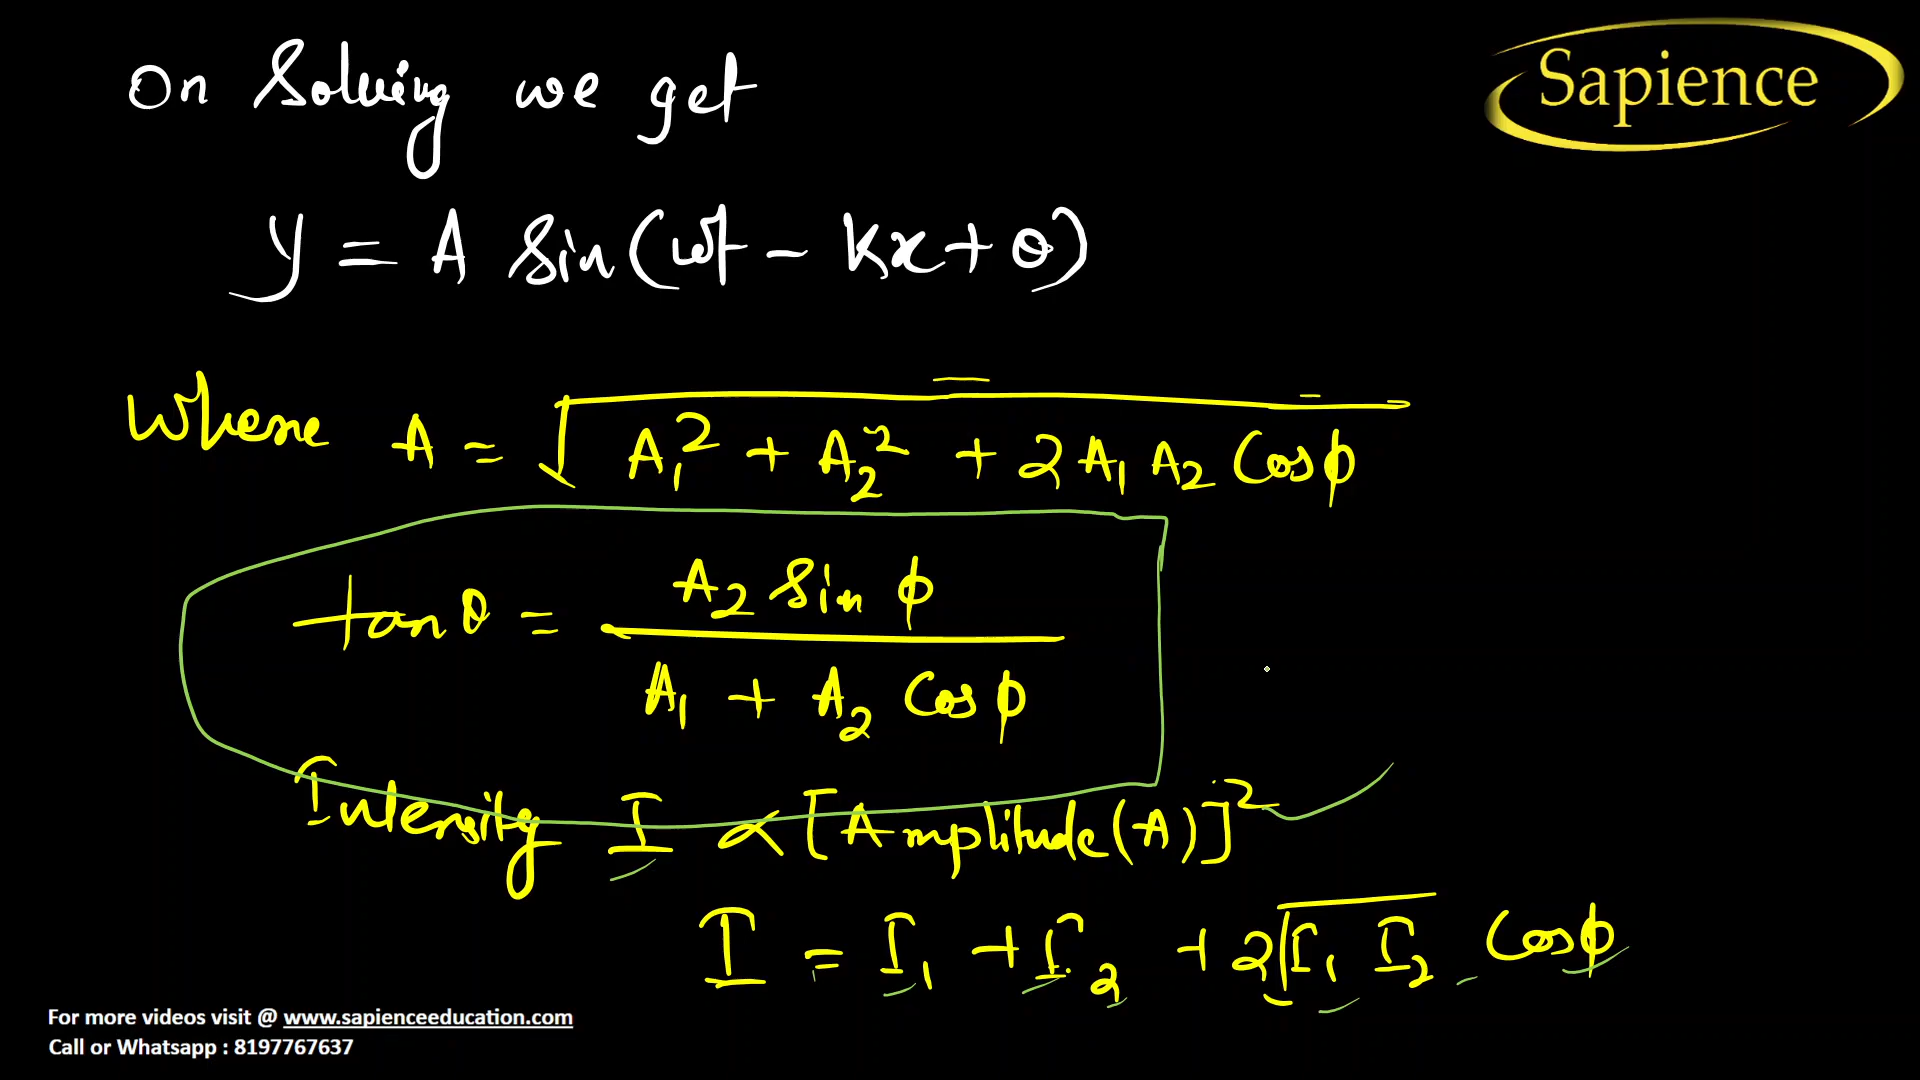 On Solving we get
Sapience
y = A Sin(ωt - kx + θ)
Where A = √(A₁² + A₂² + 2A₁A₂ Cosϕ)
tanθ = A₂ Sin ϕ / A₁ + A₂ Cosϕ
Intensity I ∝ [Amplitude(A)]²
I = I₁ + I₂ + 2√(I₁ I₂) Cosϕ
For more videos visit @ www.sapienceeducation.com
Call or Whatsapp : 8197767637